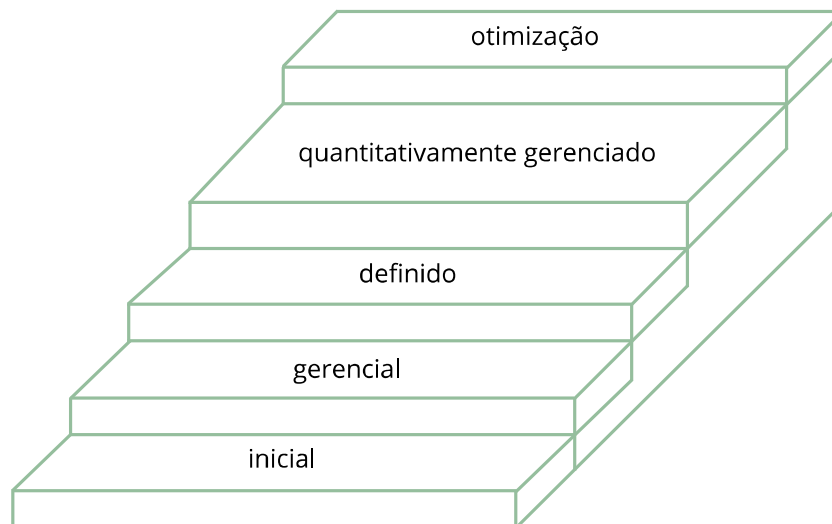 otimização
quantitativamente gerenciado
definido
gerencial
inicial